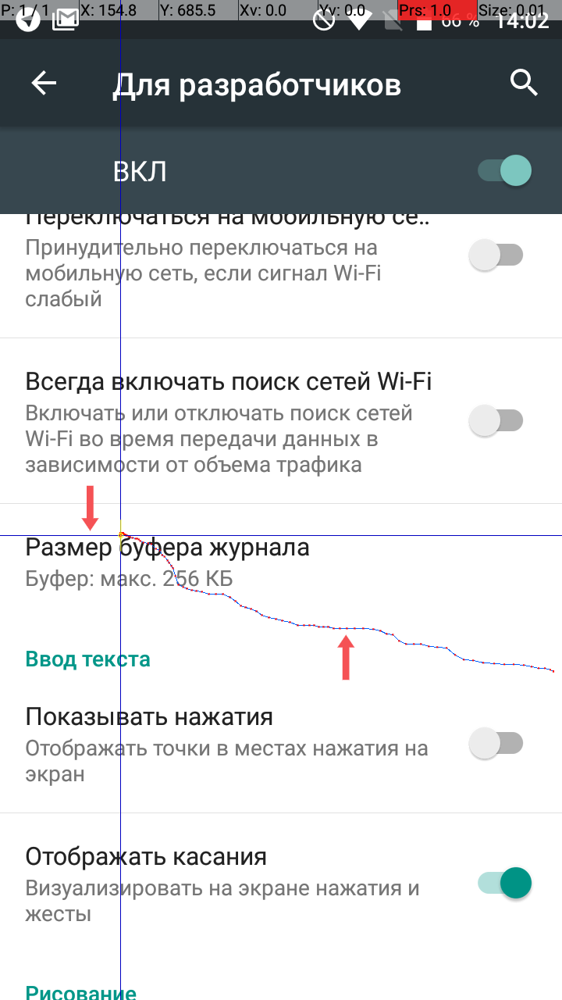 P: 1 / 1 X: 154.8 Y: 685.5 Xv: 0.0 Yv: 0.0 Prs: 1.0 Size: 0.01
66 % 14:02
Для разработчиков
ВКЛ
Переключаться на мобильную се..
Принудительно переключаться на
мобильную сеть, если сигнал Wi-Fi
слабый
Всегда включать поиск сетей Wi-Fi
Включать или отключать поиск сетей
Wi-Fi во время передачи данных в
зависимости от объема трафика
Размер буфера журнала
Буфер: макс. 256 КБ
Ввод текста
Показывать нажатия
Отображать точки в местах нажатия на
экран
Отображать касания
Визуализировать на экране нажатия и
жесты
Рисование